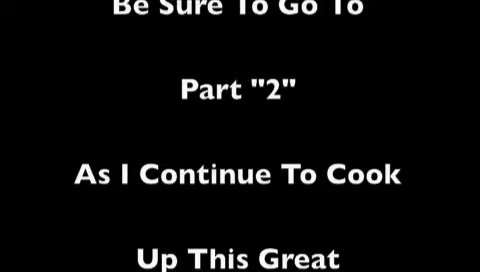 Be Sure To Go To
Part "2"
As I Continue To Cook
Up This Great